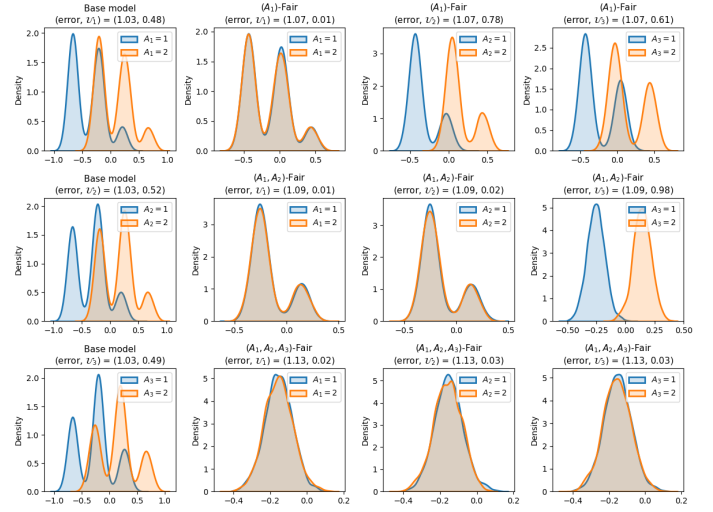 Base model
(error, 𝒰₁) = (1.03, 0.48)
(A₁)-Fair
(error, 𝒰₁) = (1.07, 0.01)
(A₁)-Fair
(error, 𝒰₂) = (1.07, 0.78)
(A₁)-Fair
(error, 𝒰₃) = (1.07, 0.61)
Density
2.0
1.5
1.0
0.5
0.0
−1.0 −0.5 0.0 0.5 1.0
A₁ = 1
A₁ = 2
Density
2.0
1.5
1.0
0.5
0.0
−0.5 0.0 0.5
A₁ = 1
A₁ = 2
Density
3
2
1
0
−0.5 0.0 0.5
A₂ = 1
A₂ = 2
Density
2.5
2.0
1.5
1.0
0.5
0.0
−0.5 0.0 0.5
A₃ = 1
A₃ = 2
Base model
(error, 𝒰₂) = (1.03, 0.52)
(A₁, A₂)-Fair
(error, 𝒰₁) = (1.09, 0.01)
(A₁, A₂)-Fair
(error, 𝒰₂) = (1.09, 0.02)
(A₁, A₂)-Fair
(error, 𝒰₃) = (1.09, 0.98)
Density
2.0
1.5
1.0
0.5
0.0
−1.0 −0.5 0.0 0.5 1.0
A₂ = 1
A₂ = 2
Density
3
2
1
0
−0.5 0.0 0.5
A₁ = 1
A₁ = 2
Density
3
2
1
0
−0.5 0.0 0.5
A₂ = 1
A₂ = 2
Density
5
4
3
2
1
0
−0.50 −0.25 0.00 0.25 0.50
A₃ = 1
A₃ = 2
Base model
(error, 𝒰₃) = (1.03, 0.49)
(A₁, A₂, A₃)-Fair
(error, 𝒰₁) = (1.13, 0.02)
(A₁, A₂, A₃)-Fair
(error, 𝒰₂) = (1.13, 0.03)
(A₁, A₂, A₃)-Fair
(error, 𝒰₃) = (1.13, 0.03)
Density
2.0
1.5
1.0
0.5
0.0
−1.0 −0.5 0.0 0.5 1.0
A₃ = 1
A₃ = 2
Density
5
4
3
2
1
0
−0.4 −0.2 0.0 0.2
A₁ = 1
A₁ = 2
Density
5
4
3
2
1
0
−0.4 −0.2 0.0 0.2
A₂ = 1
A₂ = 2
Density
5
4
3
2
1
0
−0.4 −0.2 0.0 0.2
A₃ = 1
A₃ = 2